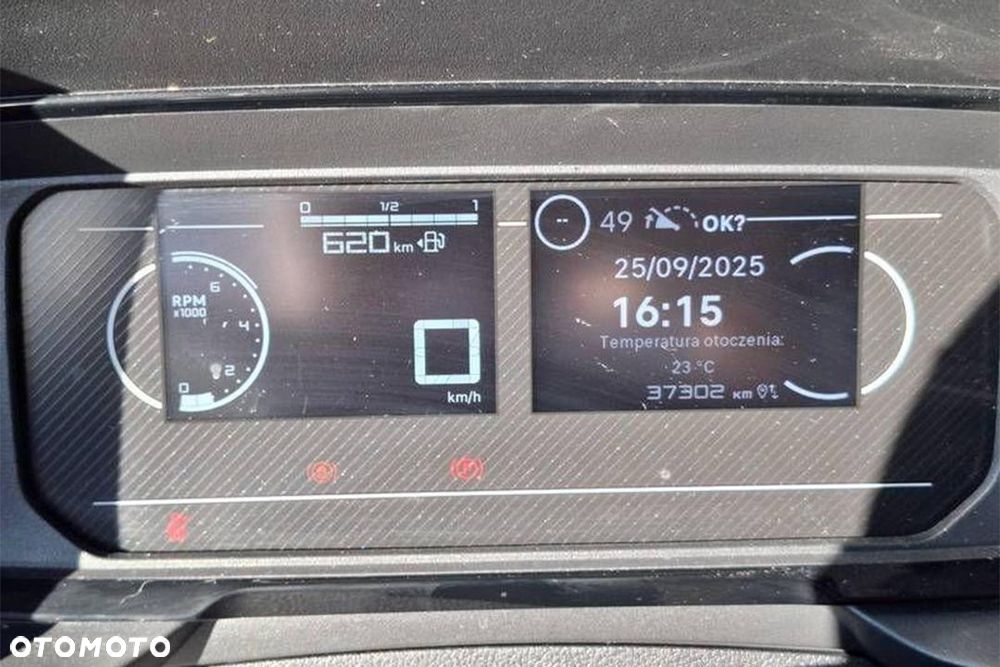 0 1/2 1
620 km
RPM
x1000
6
4
2
0
km/h
-- 49 OK?
25/09/2025
16:15
Temperatura otoczenia:
23 °C
37302 KM
OTOMOTO